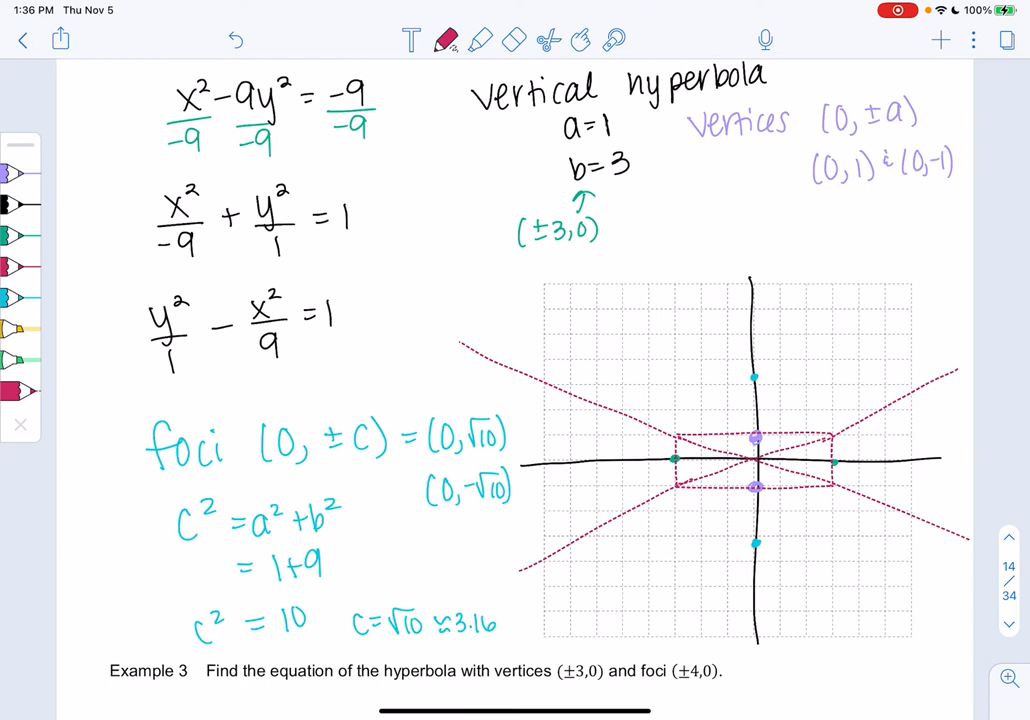 1:36 PM Thu Nov 5
100%
x² - 9y² = -9
-9 -9 -9
vertical hyperbola
a=1
b=3
(±3,0)
vertices (0, ±a)
(0,1) & (0,-1)
x²/-9 + y²/1 = 1
y²/1 - x²/9 = 1
foci (0, ±c) = (0,√10)
(0,-√10)
c² = a² + b²
= 1+9
c² = 10 c=√10 ≈3.16
14
/
34
Example 3 Find the equation of the hyperbola with vertices (±3,0) and foci (±4,0).